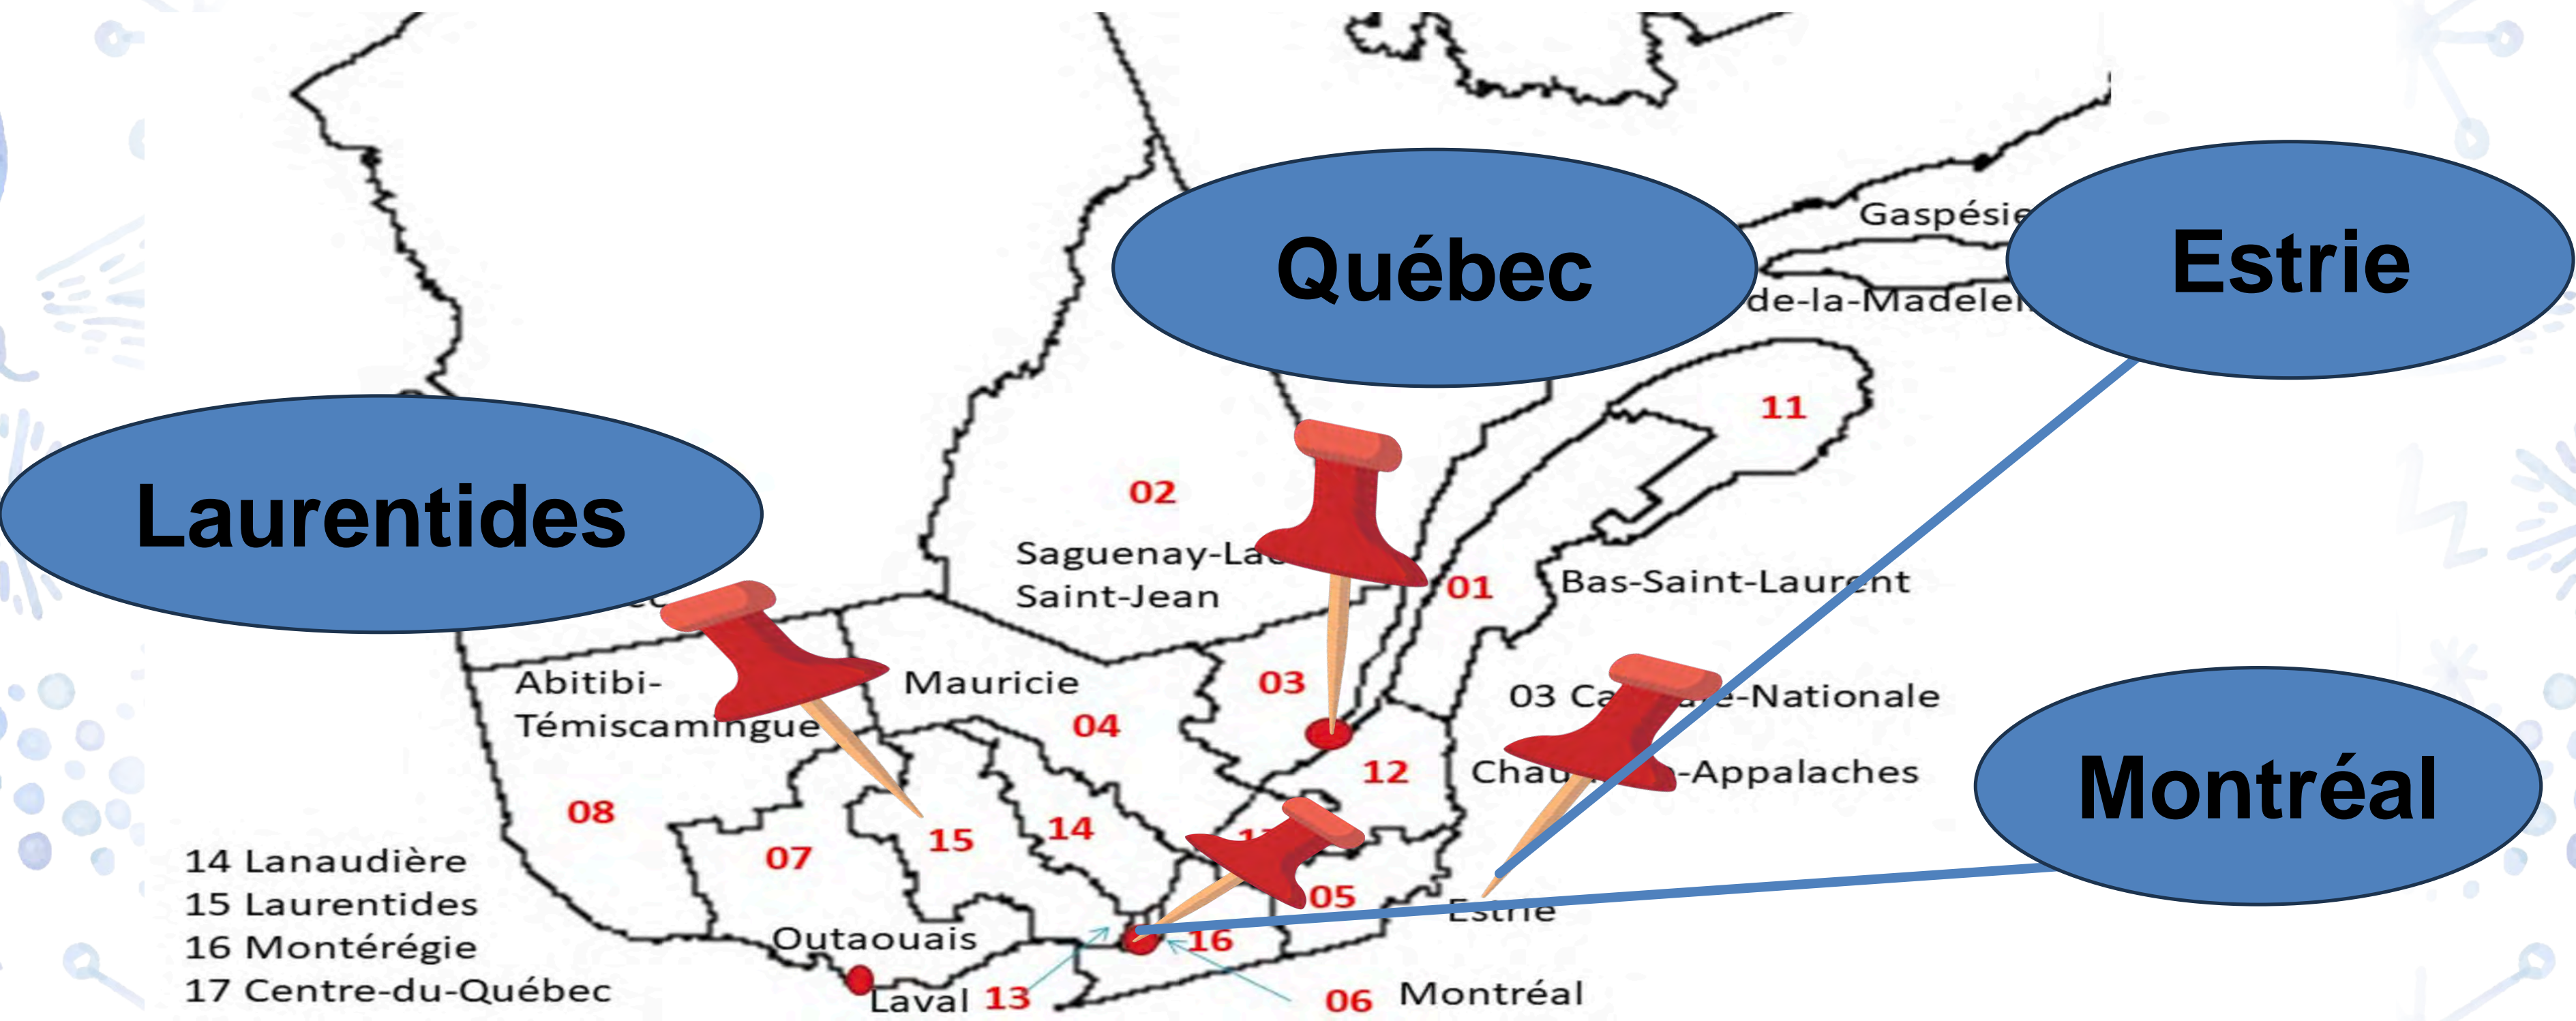 Québec
Estrie
Gaspésie
de-la-Madelei
11
Laurentides
02
Saguenay-La
Saint-Jean
01
Bas-Saint-Laurent
Abitibi-
Témiscamingue
Mauricie
03
03 Ca e-Nationale
04
Montréal
12
Chau -Appalaches
08
15
14
07
05
14 Lanaudière
15 Laurentides
16 Montérégie
17 Centre-du-Québec
Estrie
Outaouais
16
Laval 13
06 Montréal